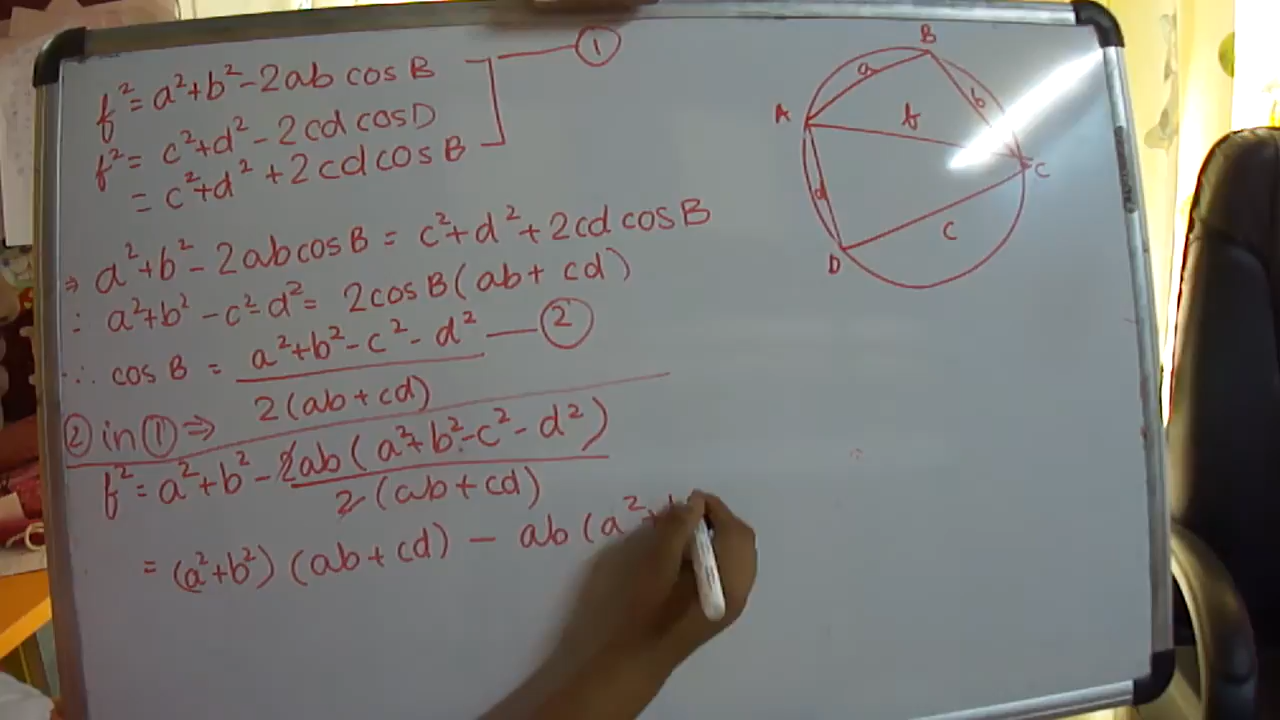 f² = a²+b²-2ab cos B
f² = c²+d² - 2cd cosD
= c²+d² + 2cd cos B
①
⇒ a²+b² - 2ab cos B = c²+d²+2cd cos B
: a²+b² - c²-d² = 2cos B (ab + cd)
∴ cos B = a²+b²-c²-d² — ②
2 (ab + cd)
② in ① ⇒
f² = a²+b² - 2ab (a²+b²-c²-d²)
2 (ab + cd)
= (a²+b²) (ab + cd) - ab (a²+
B
a
b
A
f
C
d
c
D